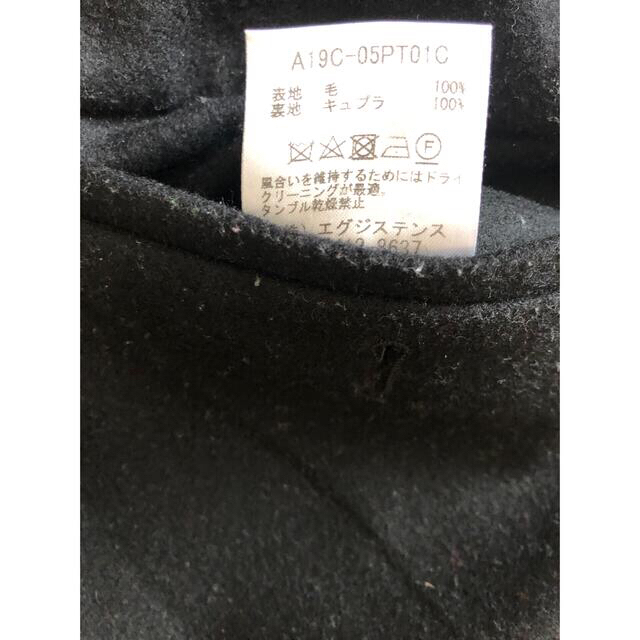 A19C-05PT01C
表地 毛 100%
裏地 キュプラ 100%
F
風合いを維持するためにはドライ
クリーニングが最適。
タンブル乾燥禁止
エグジステンス
8637